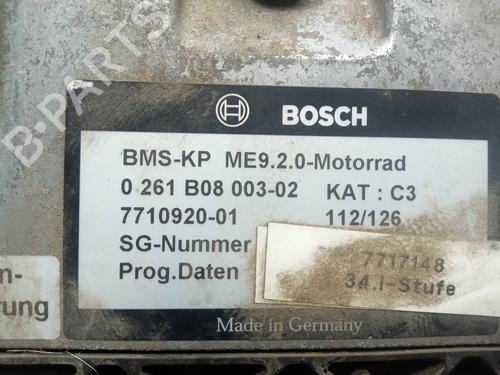 B-PARTS
BOSCH
BMS-KP ME9.2.0-Motorrad
0 261 B08 003-02 KAT : C3
7710920-01 112/126
SG-Nummer 7717148
Prog.Daten 34.I-Stufe
n-
rung
Made in Germany